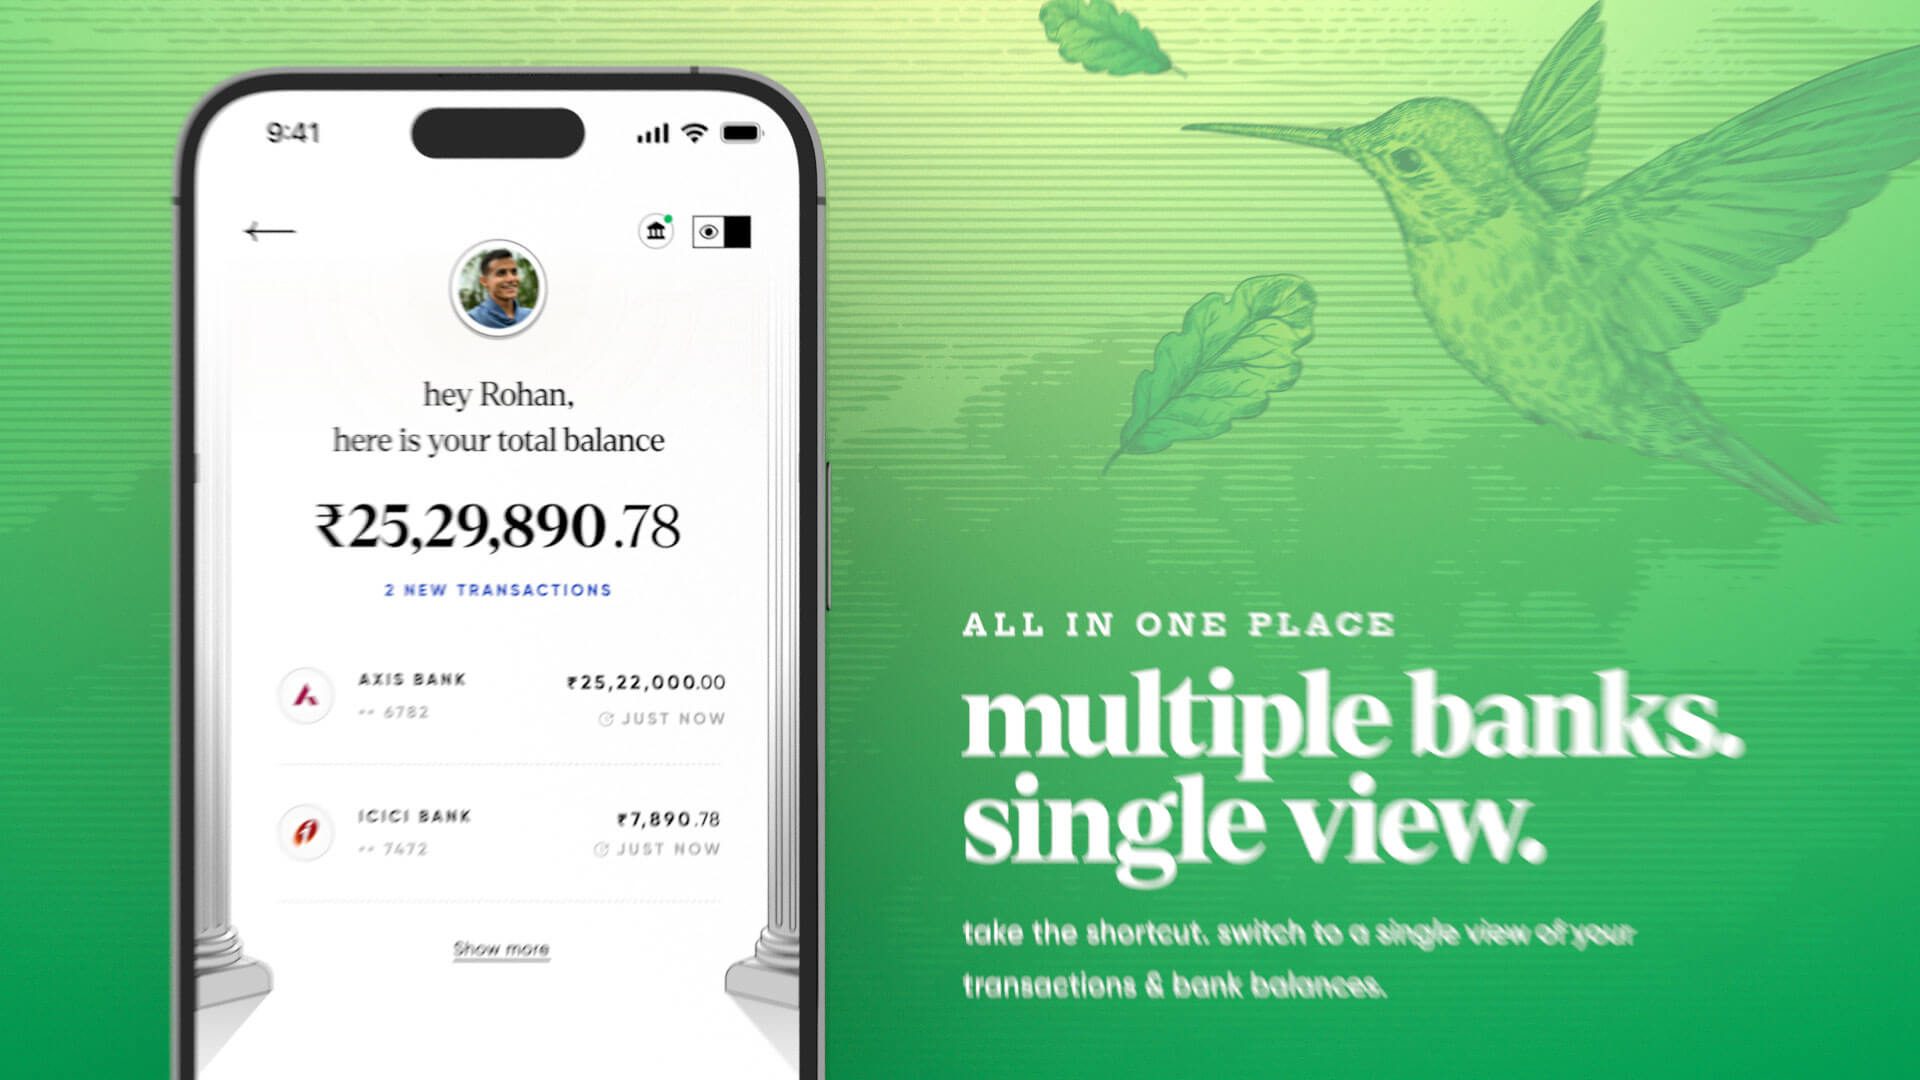 9:41
hey Rohan,
here is your total balance
₹25,29,890.78
2 NEW TRANSACTIONS
AXIS BANK
₹25,22,000.00
•• 6782
JUST NOW
ICICI BANK
₹7,890.78
•• 7472
JUST NOW
Show more
ALL IN ONE PLACE
multiple banks.
single view.
take the shortcut. switch to a single view of your
transactions & bank balances.